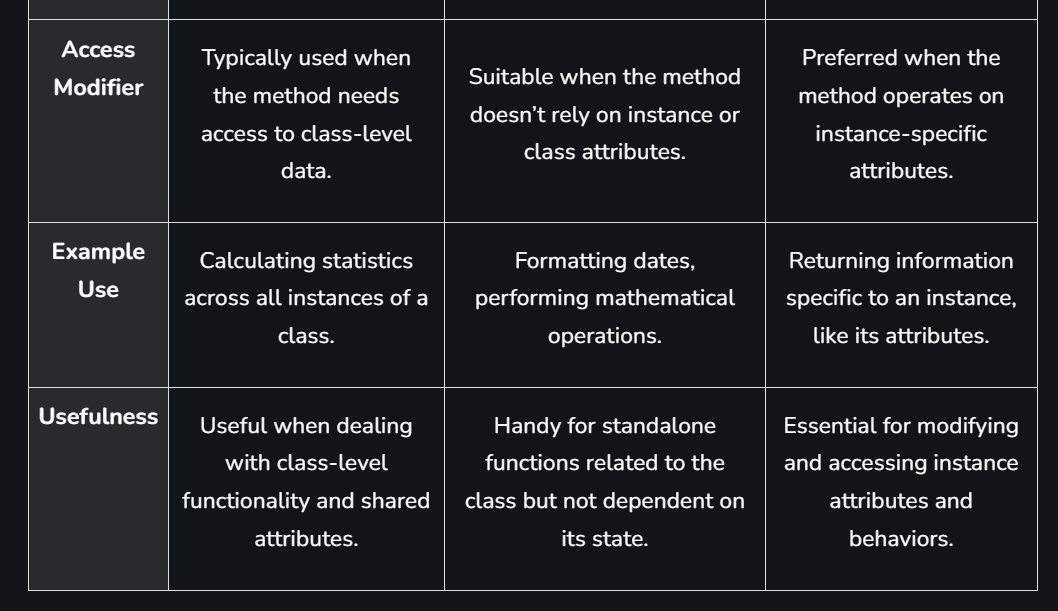 Access
Modifier
Typically used when
the method needs
access to class-level
data.
Suitable when the method
doesn’t rely on instance or
class attributes.
Preferred when the
method operates on
instance-specific
attributes.
Example
Use
Calculating statistics
across all instances of a
class.
Formatting dates,
performing mathematical
operations.
Returning information
specific to an instance,
like its attributes.
Usefulness
Useful when dealing
with class-level
functionality and shared
attributes.
Handy for standalone
functions related to the
class but not dependent on
its state.
Essential for modifying
and accessing instance
attributes and
behaviors.